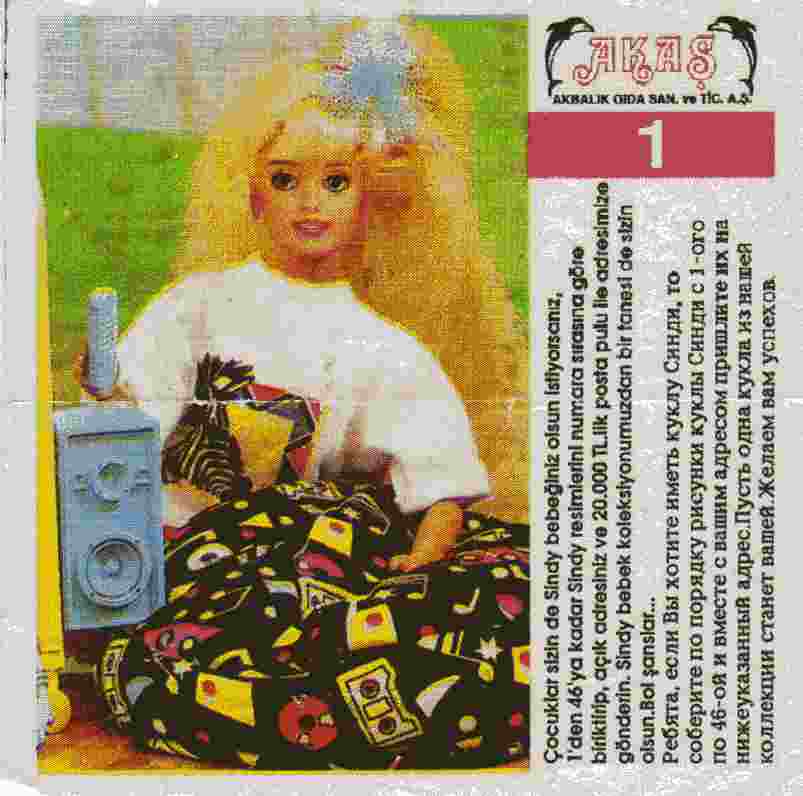 AKAŞ
AKBALIK GIDA SAN. ve TİC. A.Ş.
1
Çocuklar sizin de Sindy bebeğiniz olsun istiyorsanız,
1'den 46'ya kadar Sindy resimlerini numara sırasına göre
biriktirip, açık adresiniz ve 20.000 TL.lik posta pulu ile adresimize
gönderin. Sindy bebek koleksiyonumuzdan bir tanesi de sizin
olsun.Bol şanslar...
Ребята, если Вы хотите иметь куклу Синди, то
соберите по порядку рисунки куклы Синди с 1-ого
по 46-ой и вместе с вашим адресом пришлите их на
нижеуказанный адрес.Пусть одна кукла из нашей
коллекции станет вашей.Желаем вам успехов.